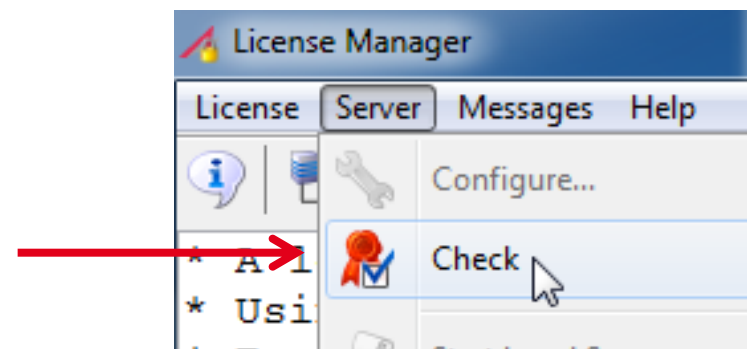 License Manager
License Server Messages Help
Configure...
* A l
Check
* Usi